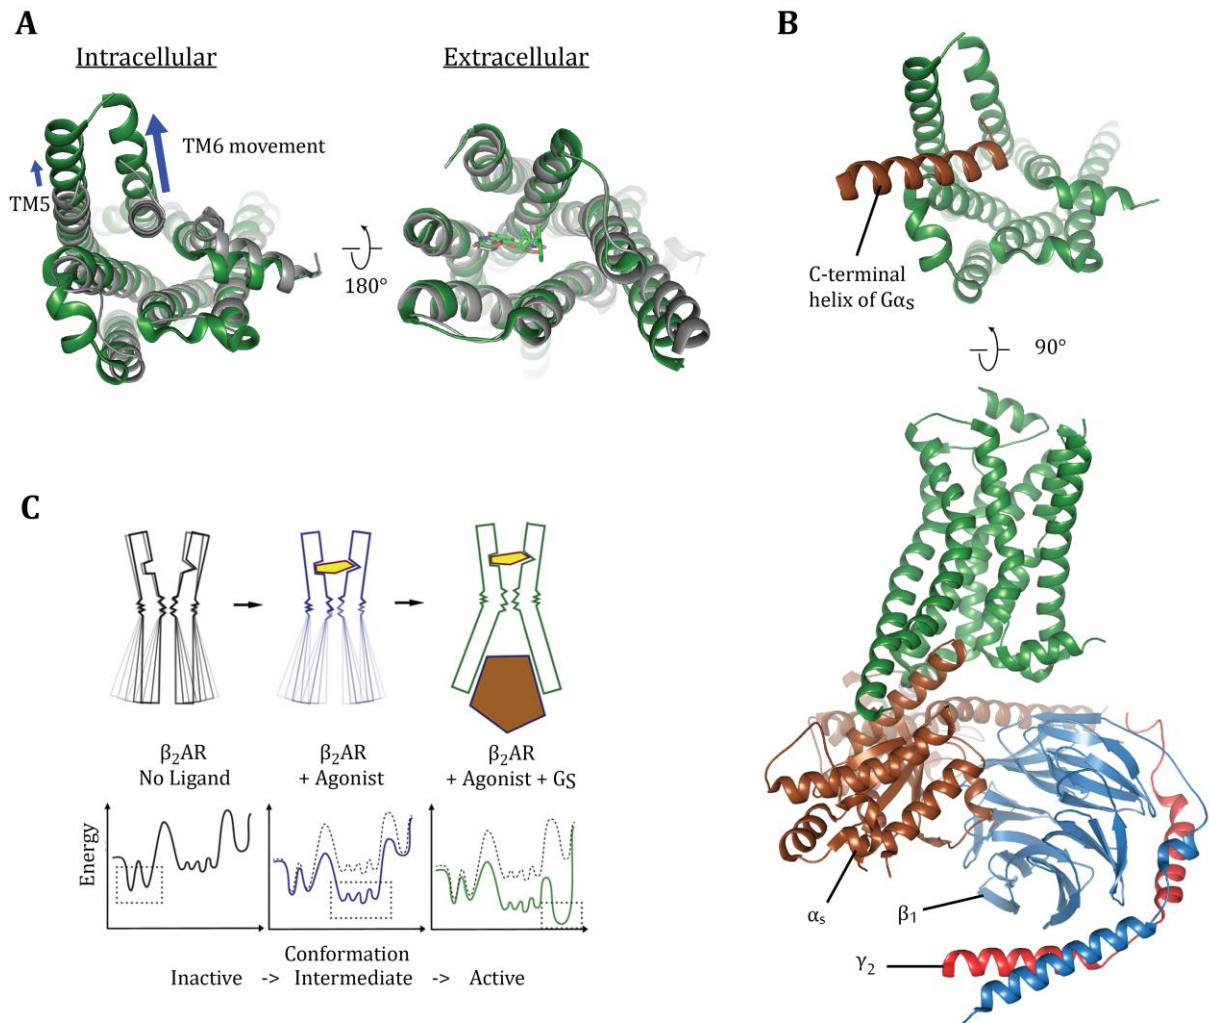 A
Intracellular
Extracellular
TM6 movement
TM5
180°
B
C-terminal
helix of Gαs
90°
C
β2AR
No Ligand
β2AR
+ Agonist
β2AR
+ Agonist + GS
Energy
Conformation
Inactive -> Intermediate -> Active
αs
β1
γ2